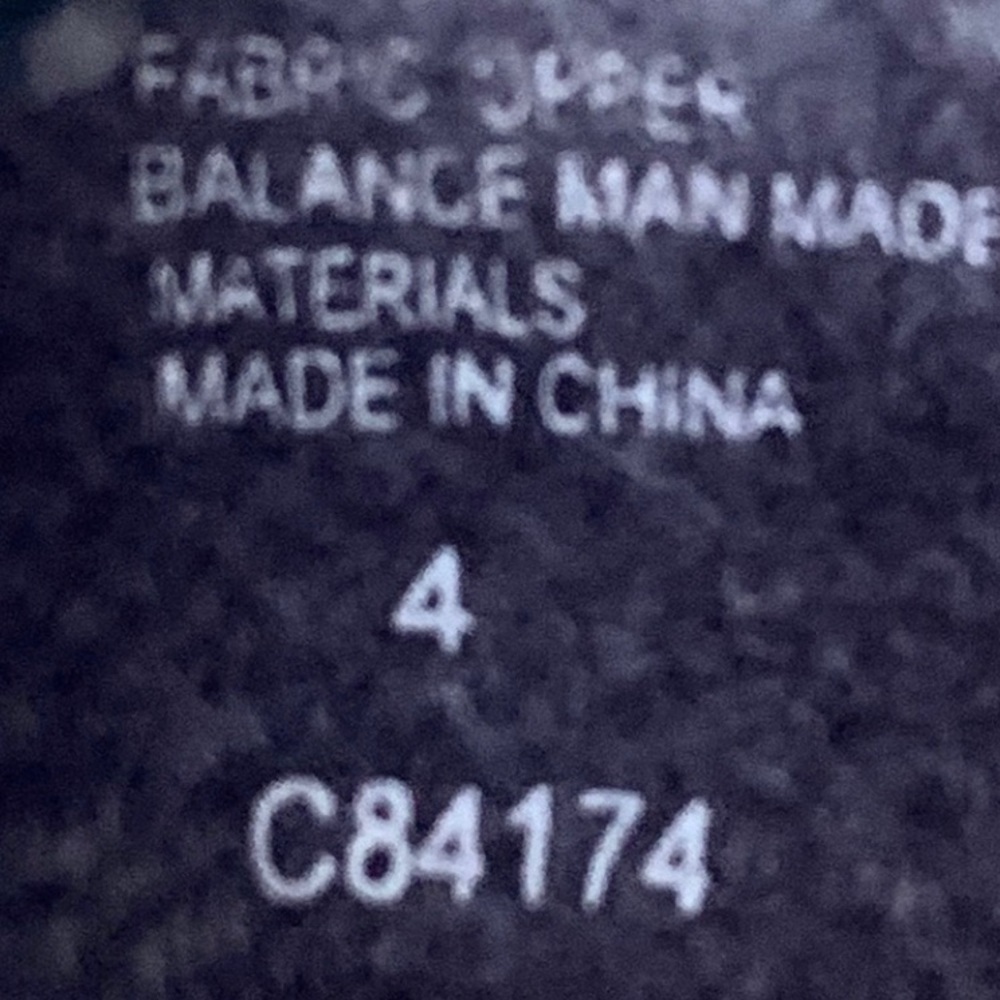 FABRIC UPPER
BALANCE MAN MADE
MATERIALS
MADE IN CHINA
4
C84174